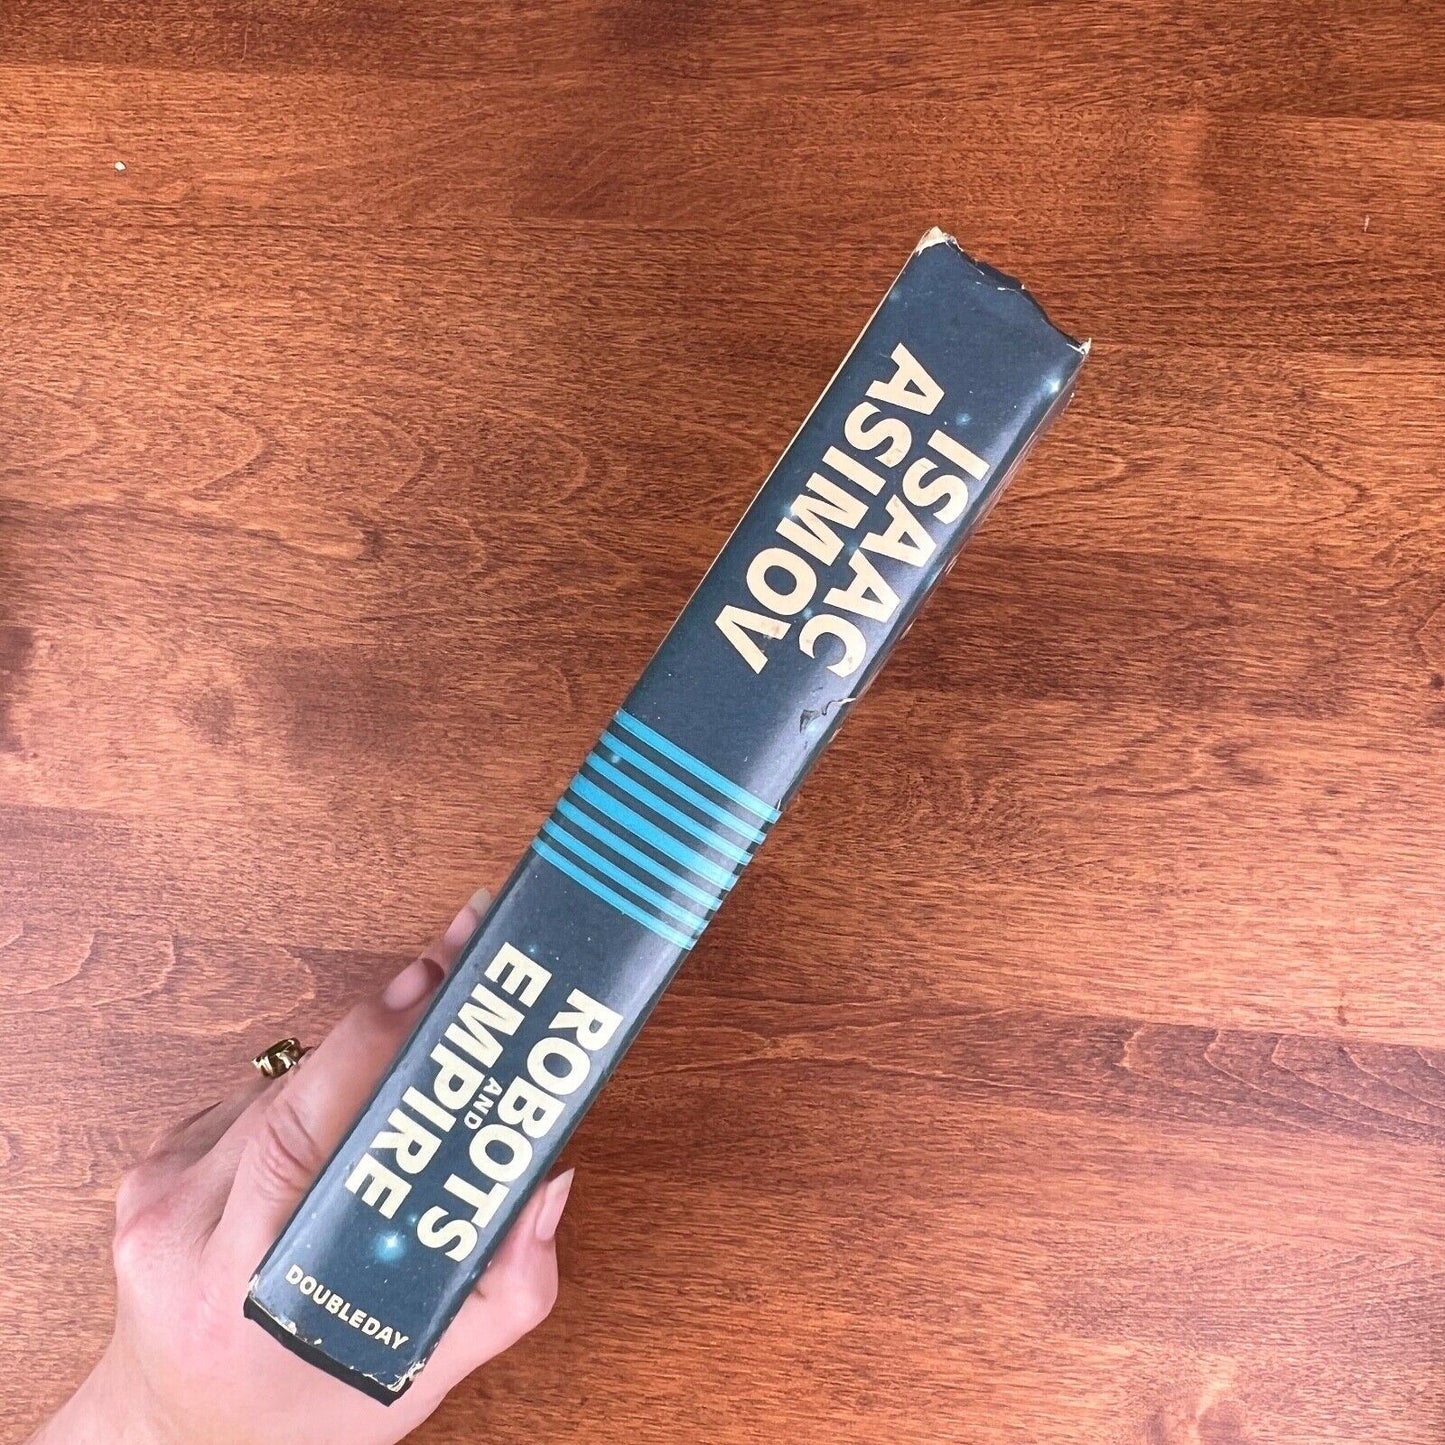 ISAAC
ASIMOV
ROBOTS
AND
EMPIRE
DOUBLEDAY